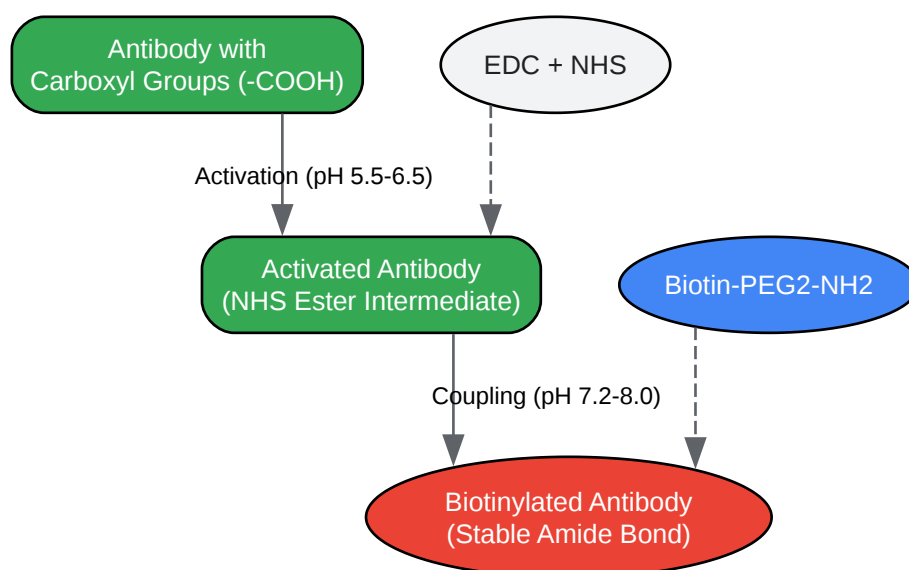 Antibody with
Carboxyl Groups (-COOH)
EDC + NHS
Activation (pH 5.5-6.5)
Activated Antibody
(NHS Ester Intermediate)
Biotin-PEG2-NH2
Coupling (pH 7.2-8.0)
Biotinylated Antibody
(Stable Amide Bond)